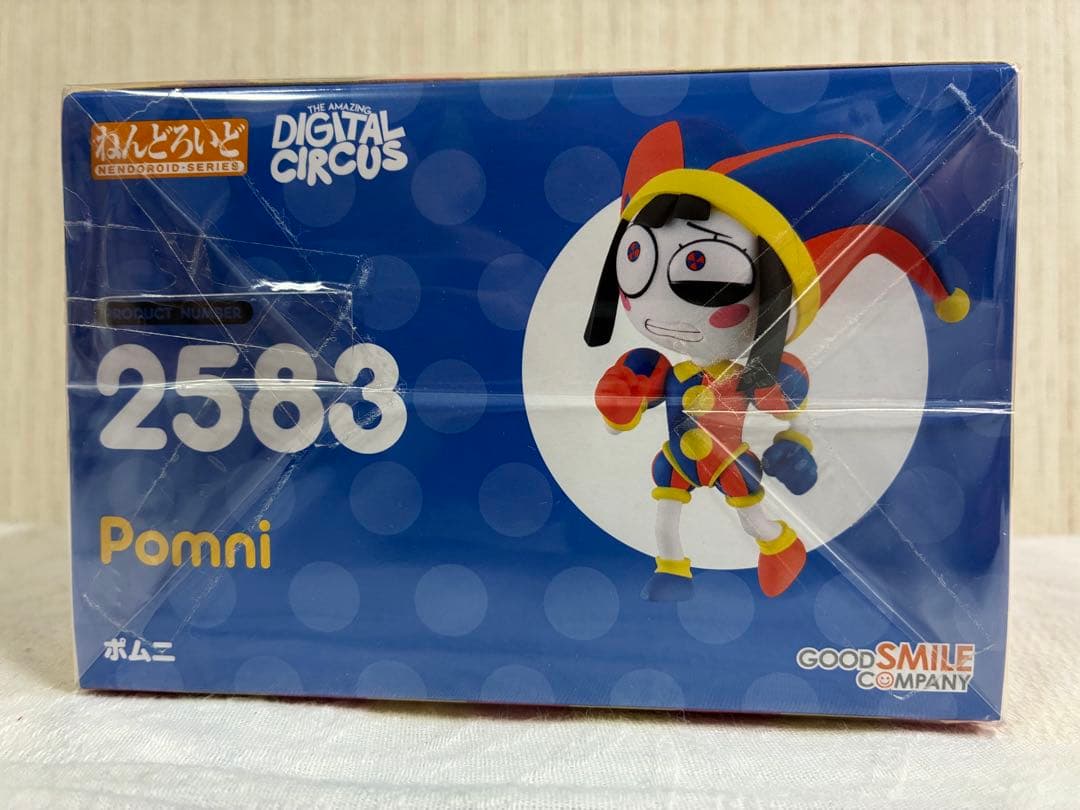 ねんどろいど
NENDOROID-SERIES
THE AMAZING
DIGITAL
CIRCUS
PRODUCT NUMBER
2583
Pomni
ポムニ
GOOD SMILE
COMPANY